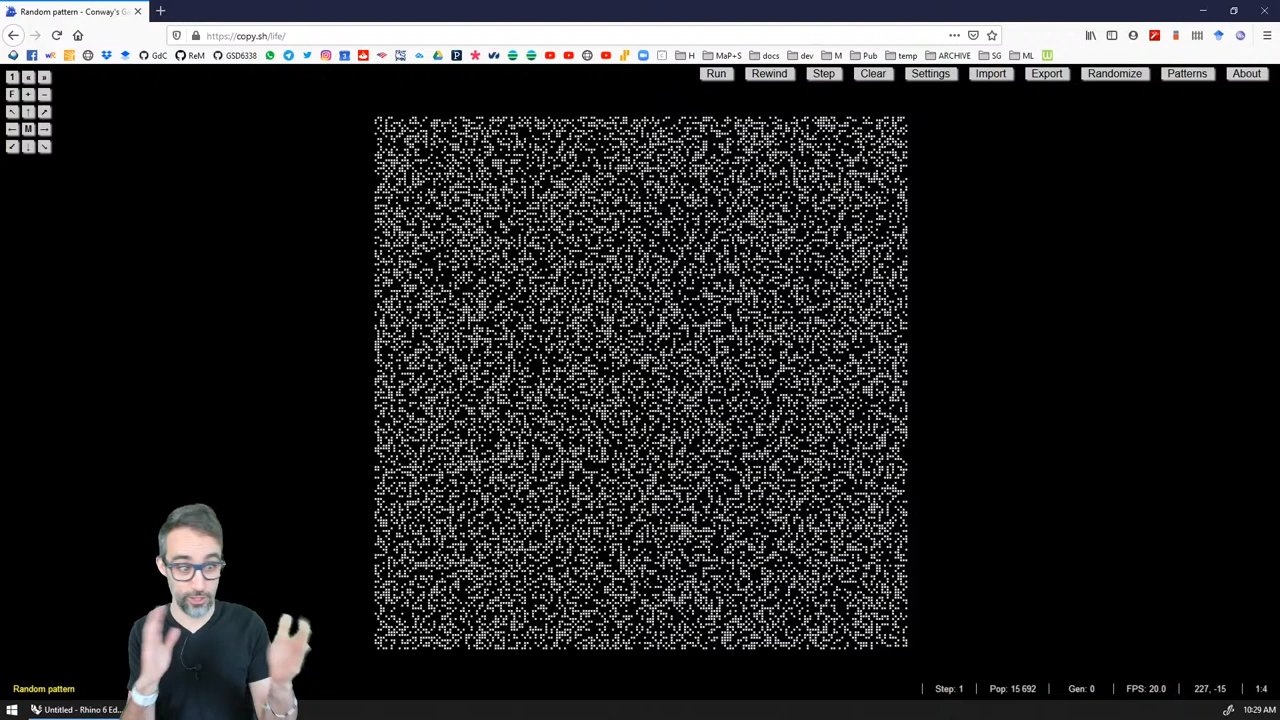 Random pattern - Conway's Ga
https://copy.sh/life/
GdC
ReM
GSD6338
H
MaP+S
docs
dev
M
Pub
temp
ARCHIVE
SG
ML
1 « »
F + −
M
Run
Rewind
Step
Clear
Settings
Import
Export
Randomize
Patterns
About
Random pattern
Step: 1
Pop: 15 692
Gen: 0
FPS: 20.0
227, -15
1:4
Untitled - Rhino 6 Ed...
10:29 AM